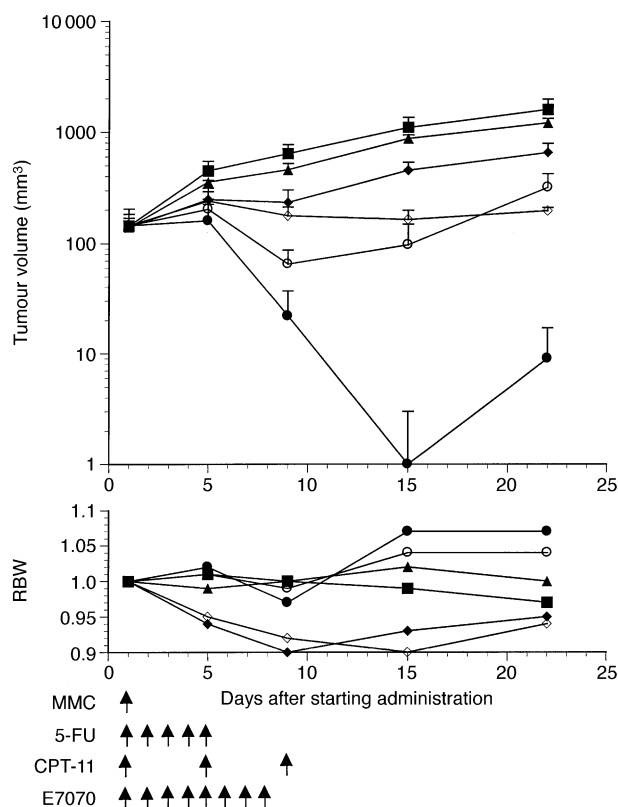 10 000
1000
100
10
1
Tumour volume (mm³)
0 5 10 15 20 25
1.1
1.05
1.0
0.95
0.9
RBW
0 5 10 15 20 25
Days after starting administration
MMC
5-FU
CPT-11
E7070